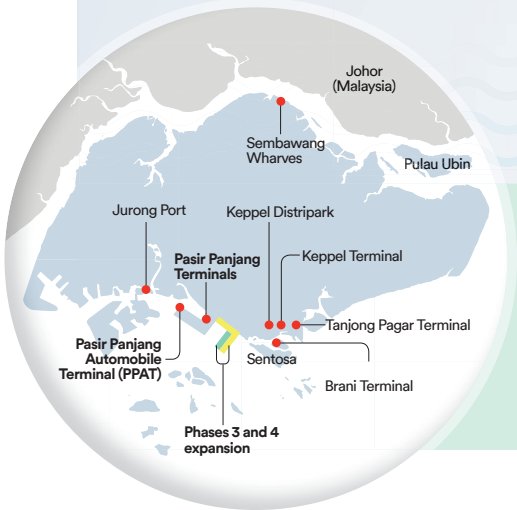 Johor
(Malaysia)
Sembawang
Wharves
Pulau Ubin
Jurong Port
Keppel Distripark
Pasir Panjang
Terminals
Keppel Terminal
Tanjong Pagar Terminal
Pasir Panjang
Automobile
Terminal (PPAT)
Sentosa
Brani Terminal
Phases 3 and 4
expansion